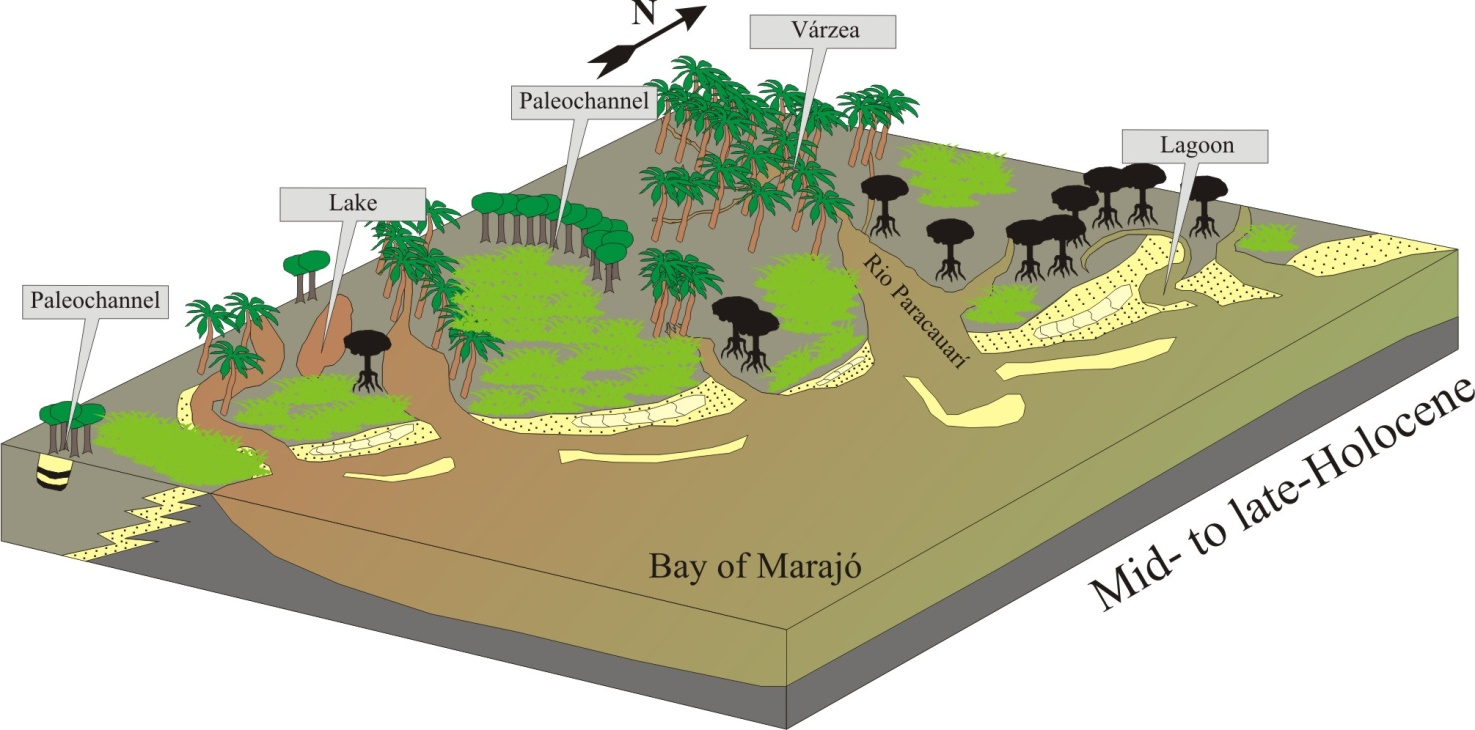 N
Várzea
Paleochannel
Lagoon
Lake
Paleochannel
Rio Paracauarí
Bay of Marajó
Mid- to late-Holocene